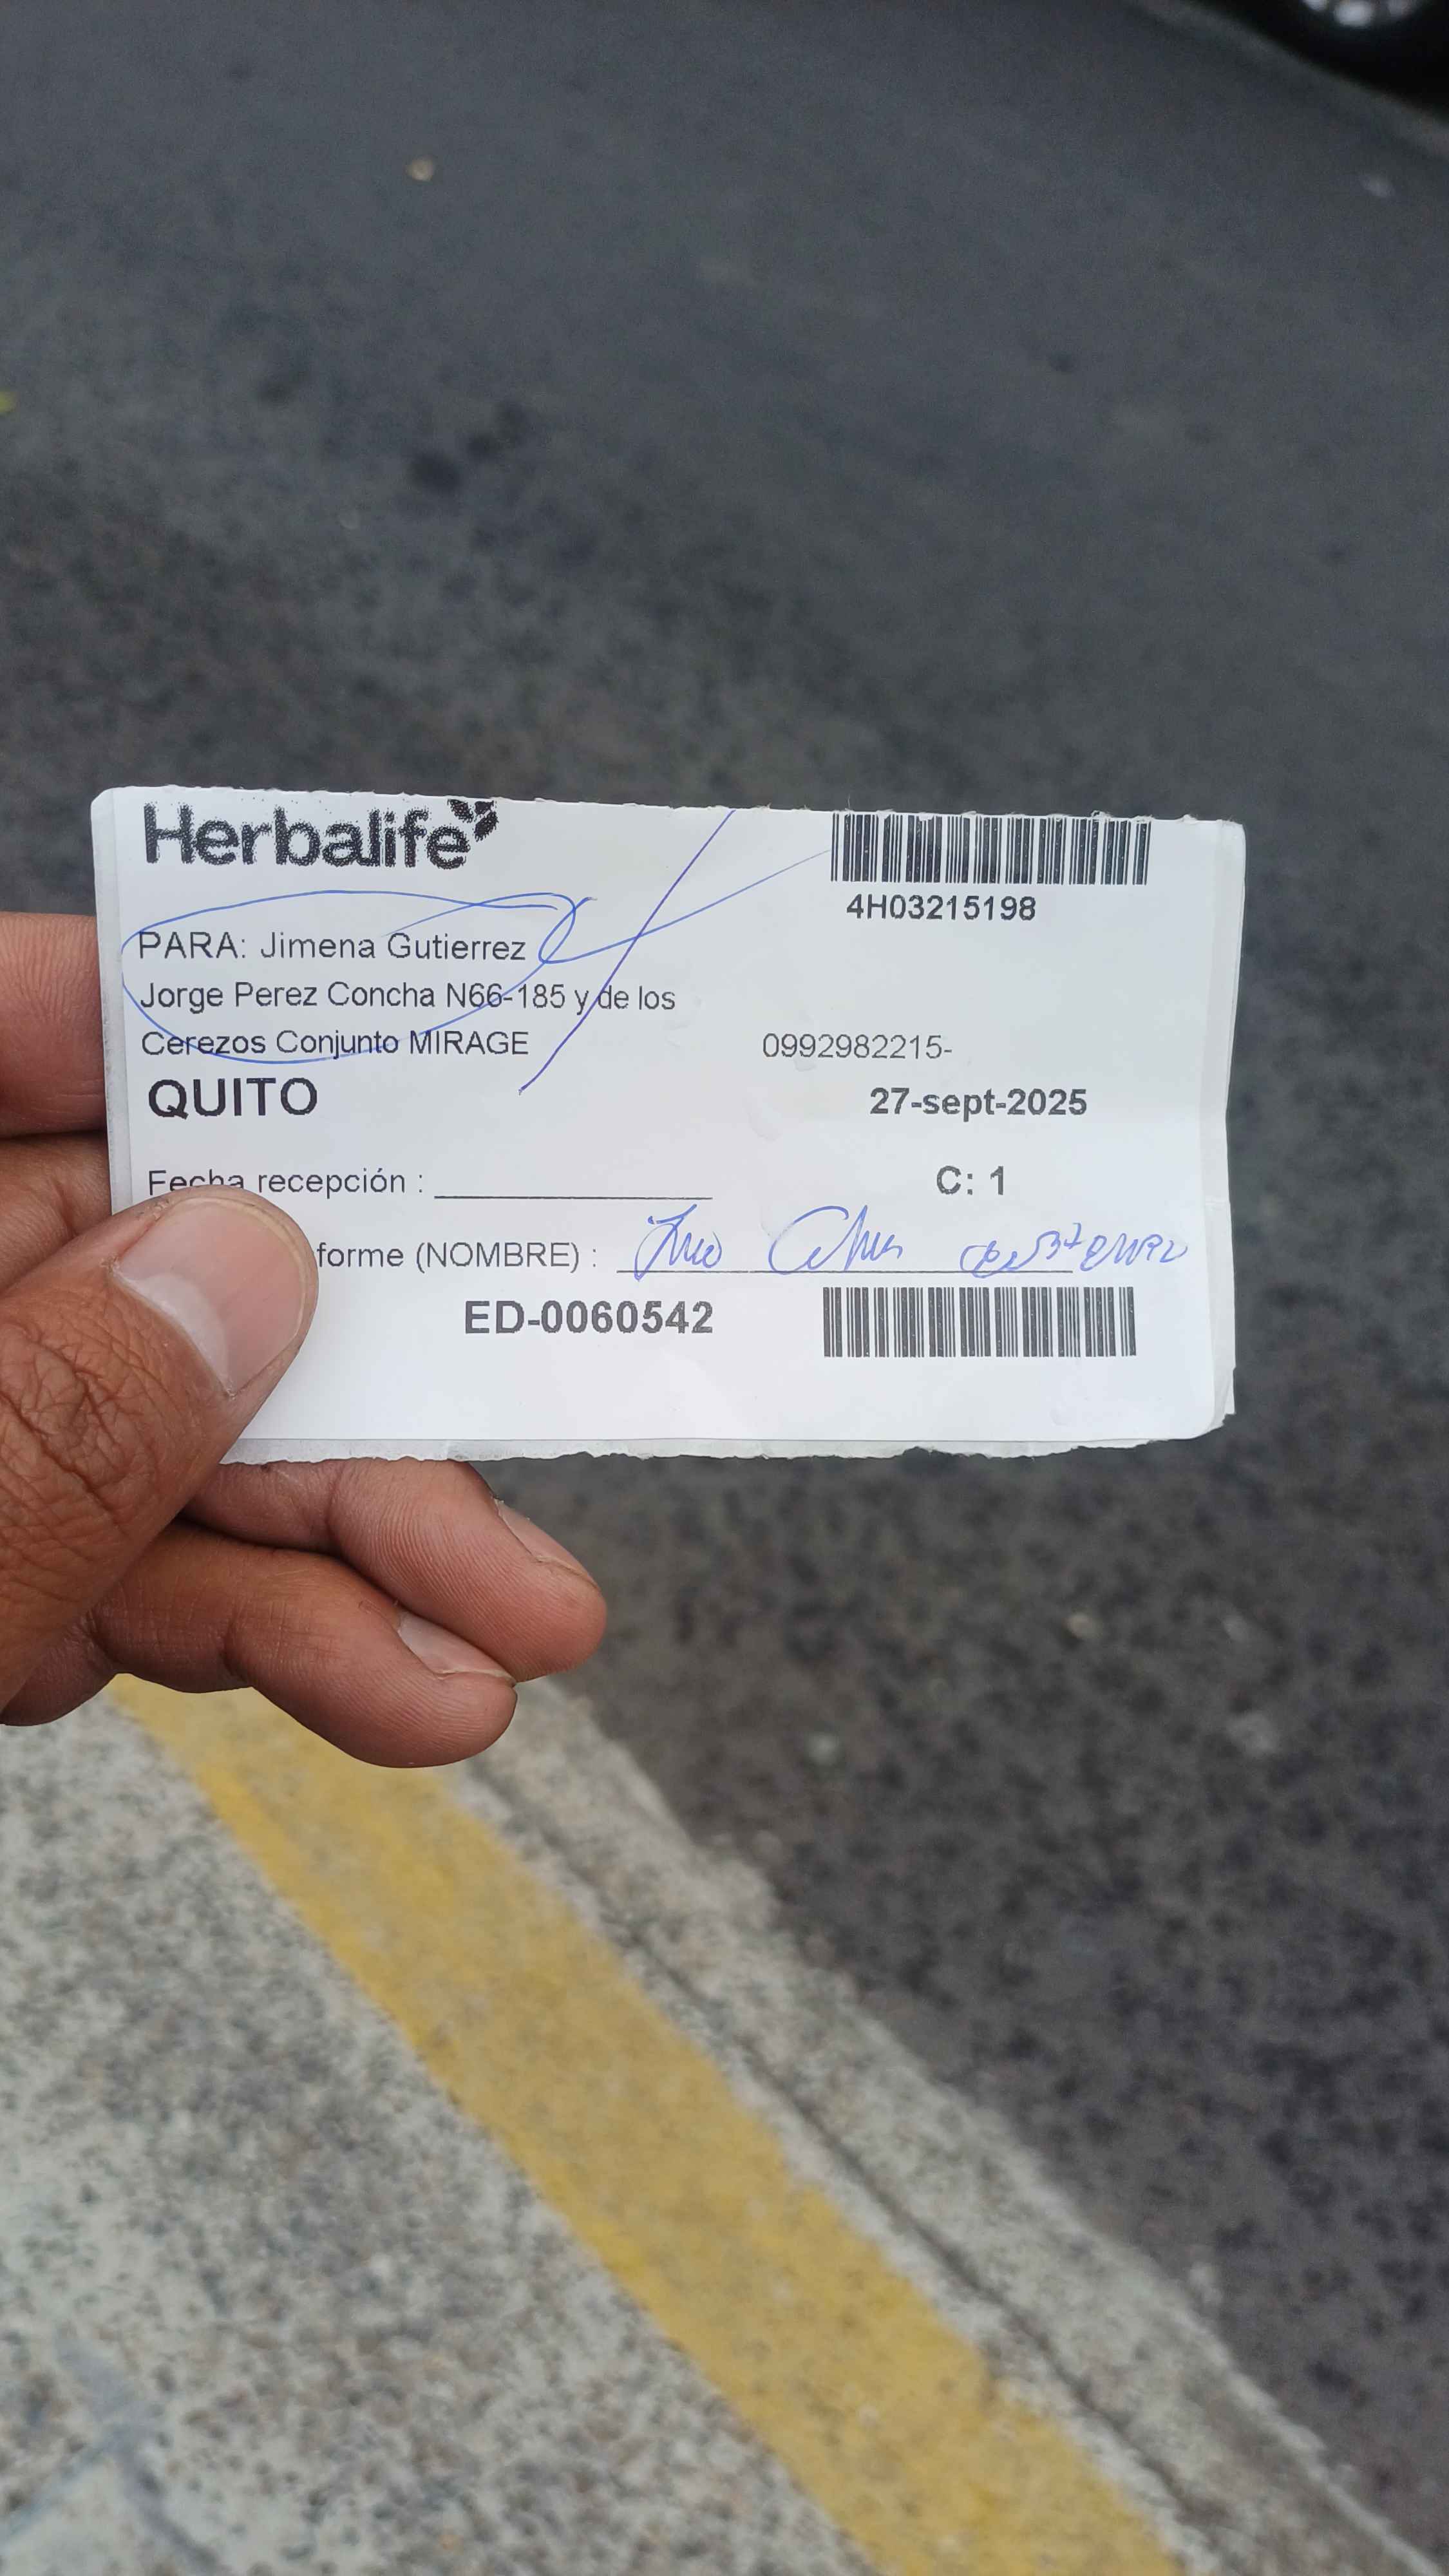 Herbalife
4H03215198
PARA: Jimena Gutierrez
Jorge Perez Concha N66-185 y de los
Cerezos Conjunto MIRAGE 0992982215-
QUITO 27-sept-2025
Fecha recepción : C: 1
forme (NOMBRE) :
ED-0060542